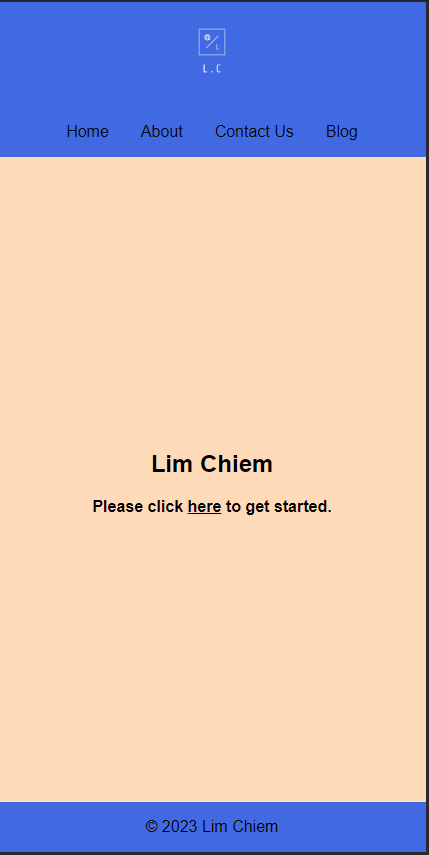 L.C
Home About Contact Us Blog
Lim Chiem
Please click here to get started.
© 2023 Lim Chiem